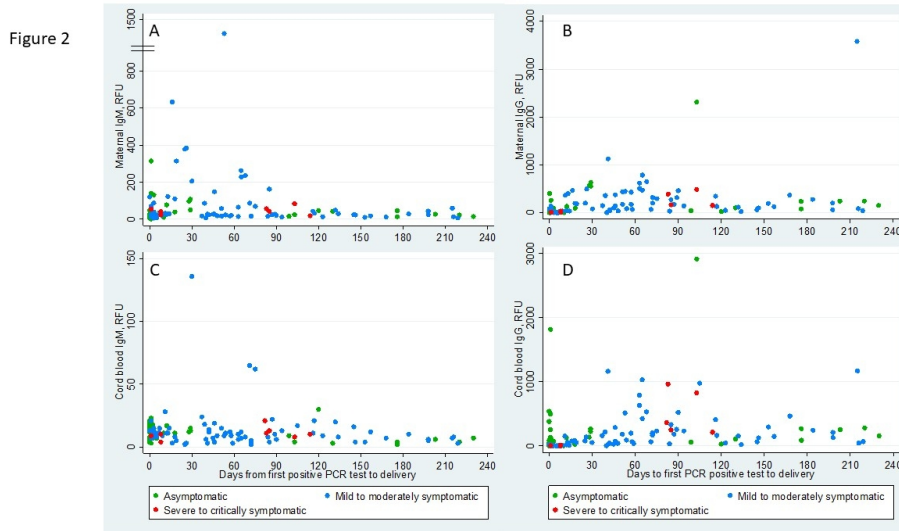 Figure 2
A
Maternal IgM, RFU
1500
800
600
400
200
0
0 30 60 90 120 150 180 210 240
B
Maternal IgG, RFU
4000
3000
2000
1000
0
0 30 60 90 120 150 180 210 240
C
Cord blood IgM, RFU
150
100
50
0
0 30 60 90 120 150 180 210 240
Days from first positive PCR test to delivery
D
Cord blood IgG, RFU
3000
2000
1000
0
0 30 60 90 120 150 180 210 240
Days to first PCR positive test to delivery
Asymptomatic Mild to moderately symptomatic
Severe to critically symptomatic
Asymptomatic Mild to moderately symptomatic
Severe to critically symptomatic